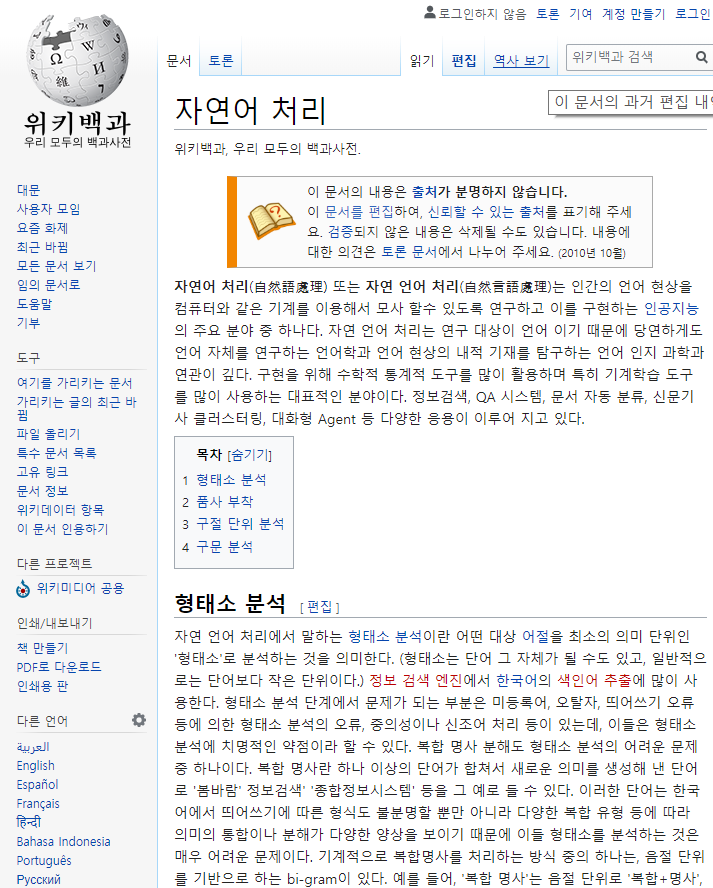 로그인하지 않음 토론 기여 계정 만들기 로그인
문서 토론 읽기 편집 역사 보기 위키백과 검색
위키백과
우리 모두의 백과사전
자연어 처리
이 문서의 과거 편집 내역
위키백과, 우리 모두의 백과사전.
이 문서의 내용은 출처가 분명하지 않습니다.
이 문서를 편집하여, 신뢰할 수 있는 출처를 표기해 주세
요. 검증되지 않은 내용은 삭제될 수도 있습니다. 내용에
대한 의견은 토론 문서에서 나누어 주세요. (2010년 10월)
대문
사용자 모임
요즘 화제
최근 바뀜
모든 문서 보기
임의 문서로
도움말
기부
도구
여기를 가리키는 문서
가리키는 글의 최근 바
뀜
파일 올리기
특수 문서 목록
고유 링크
문서 정보
위키데이터 항목
이 문서 인용하기
다른 프로젝트
위키미디어 공용
인쇄/내보내기
책 만들기
PDF로 다운로드
인쇄용 판
다른 언어
العربية
English
Español
Français
हिन्दी
Bahasa Indonesia
Português
Русский
자연어 처리(自然語處理) 또는 자연 언어 처리(自然言語處理)는 인간의 언어 현상을
컴퓨터와 같은 기계를 이용해서 모사 할수 있도록 연구하고 이를 구현하는 인공지능
의 주요 분야 중 하나다. 자연 언어 처리는 연구 대상이 언어 이기 때문에 당연하게도
언어 자체를 연구하는 언어학과 언어 현상의 내적 기재를 탐구하는 언어 인지 과학과
연관이 깊다. 구현을 위해 수학적 통계적 도구를 많이 활용하며 특히 기계학습 도구
를 많이 사용하는 대표적인 분야이다. 정보검색, QA 시스템, 문서 자동 분류, 신문기
사 클러스터링, 대화형 Agent 등 다양한 응용이 이루어 지고 있다.
목차 [숨기기]
1 형태소 분석
2 품사 부착
3 구절 단위 분석
4 구문 분석
형태소 분석 [ 편집 ]
자연 언어 처리에서 말하는 형태소 분석이란 어떤 대상 어절을 최소의 의미 단위인
'형태소'로 분석하는 것을 의미한다. (형태소는 단어 그 자체가 될 수도 있고, 일반적으
로는 단어보다 작은 단위이다.) 정보 검색 엔진에서 한국어의 색인어 추출에 많이 사
용한다. 형태소 분석 단계에서 문제가 되는 부분은 미등록어, 오탈자, 띄어쓰기 오류
등에 의한 형태소 분석의 오류, 중의성이나 신조어 처리 등이 있는데, 이들은 형태소
분석에 치명적인 약점이라 할 수 있다. 복합 명사 분해도 형태소 분석의 어려운 문제
중 하나이다. 복합 명사란 하나 이상의 단어가 합쳐서 새로운 의미를 생성해 낸 단어
로 '봄바람' 정보검색' '종합정보시스템' 등을 그 예로 들 수 있다. 이러한 단어는 한국
어에서 띄어쓰기에 따른 형식도 불분명할 뿐만 아니라 다양한 복합 유형 등에 따라
의미의 통합이나 분해가 다양한 양상을 보이기 때문에 이들 형태소를 분석하는 것은
매우 어려운 문제이다. 기계적으로 복합명사를 처리하는 방식 중의 하나는, 음절 단위
를 기반으로 하는 bi-gram이 있다. 예를 들어, '복합 명사'는 음절 단위로 '복합+명사',